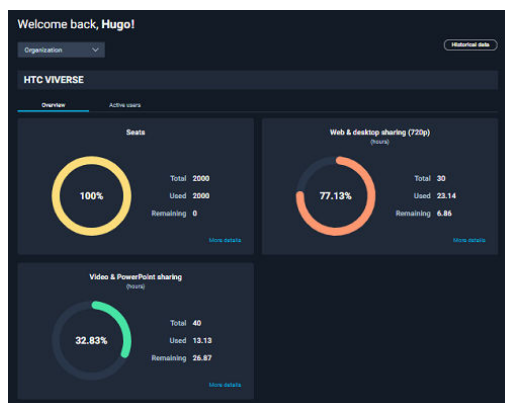 Welcome back, Hugo!
Organization
Historical data
HTC VIVERSE
Overview Active users
Seats
100%
Total 2000
Used 2000
Remaining 0
More details
Web & desktop sharing (720p)
(hours)
77.13%
Total 30
Used 23.14
Remaining 6.86
More details
Video & PowerPoint sharing
(hours)
32.83%
Total 40
Used 13.13
Remaining 26.87
More details